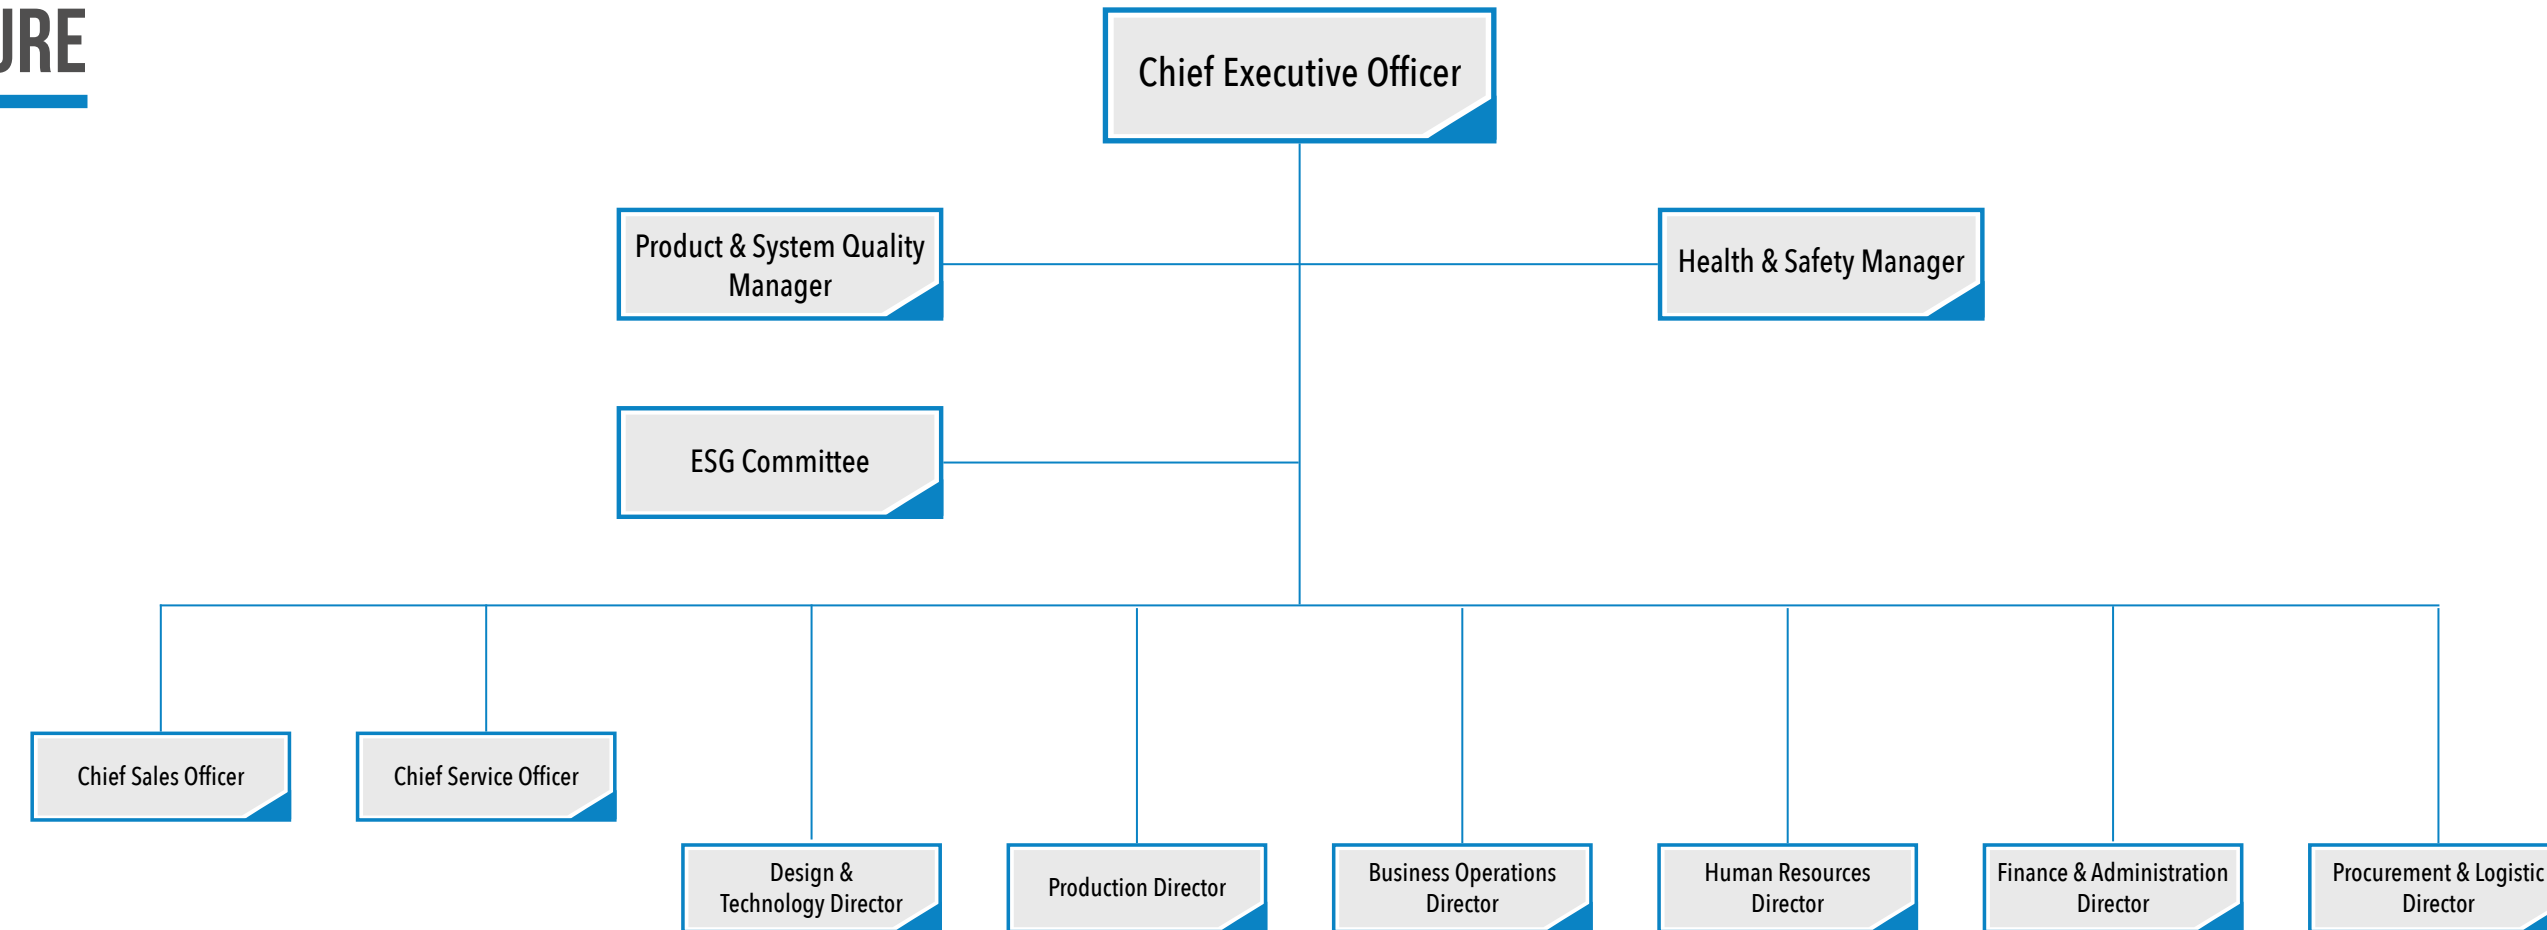 URE
Chief Executive Officer
Product & System Quality
Manager
Health & Safety Manager
ESG Committee
Chief Sales Officer
Chief Service Officer
Design &
Technology Director
Production Director
Business Operations
Director
Human Resources
Director
Finance & Administration
Director
Procurement & Logistic
Director